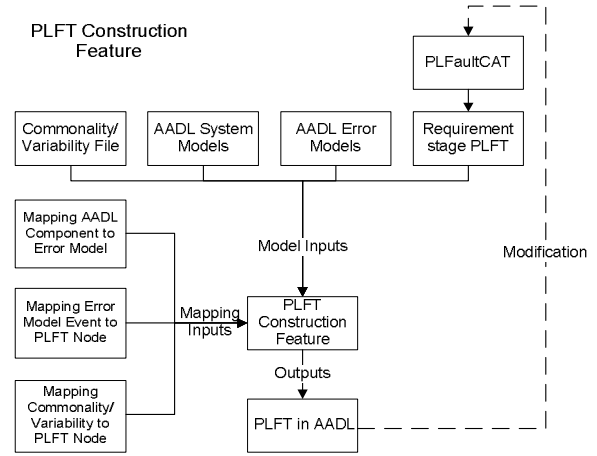 PLFT Construction
Feature
PLFaultCAT
Commonality/
Variability File
AADL System
Models
AADL Error
Models
Requirement
stage PLFT
Mapping AADL
Component to
Error Model
Model Inputs
Modification
Mapping Error
Model Event to
PLFT Node
Mapping
Inputs
PLFT
Construction
Feature
Outputs
Mapping
Commonality/
Variability to
PLFT Node
PLFT in AADL